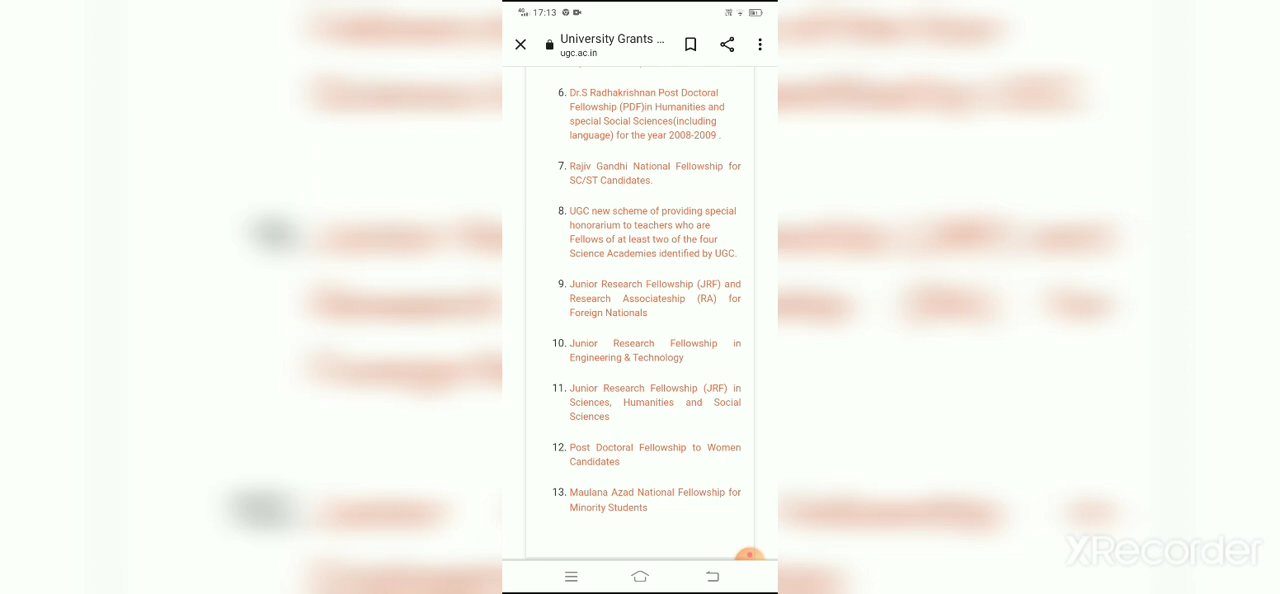 4G 17:13
University Grants ...
ugc.ac.in
6. Dr.S Radhakrishnan Post Doctoral
Fellowship (PDF)in Humanities and
special Social Sciences(including
language) for the year 2008-2009 .
7. Rajiv Gandhi National Fellowship for
SC/ST Candidates.
8. UGC new scheme of providing special
honorarium to teachers who are
Fellows of at least two of the four
Science Academies identified by UGC.
9. Junior Research Fellowship (JRF) and
Research Associateship (RA) for
Foreign Nationals
10. Junior Research Fellowship in
Engineering & Technology
11. Junior Research Fellowship (JRF) in
Sciences, Humanities and Social
Sciences
12. Post Doctoral Fellowship to Women
Candidates
13. Maulana Azad National Fellowship for
Minority Students
XRecorder